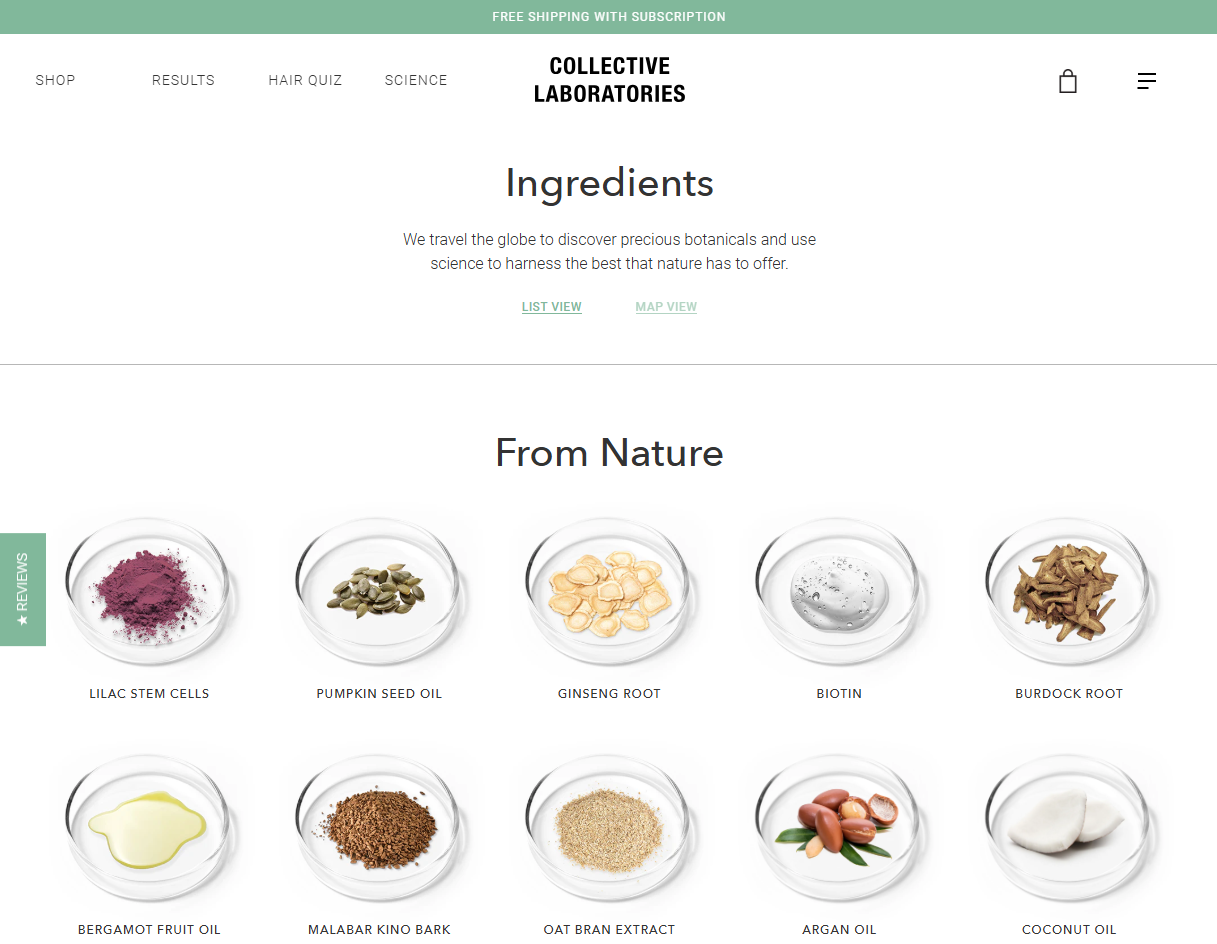 FREE SHIPPING WITH SUBSCRIPTION
SHOP
RESULTS
HAIR QUIZ
SCIENCE
COLLECTIVE
LABORATORIES
Ingredients
We travel the globe to discover precious botanicals and use
science to harness the best that nature has to offer.
LIST VIEW
MAP VIEW
From Nature
★ REVIEWS
LILAC STEM CELLS
PUMPKIN SEED OIL
GINSENG ROOT
BIOTIN
BURDOCK ROOT
BERGAMOT FRUIT OIL
MALABAR KINO BARK
OAT BRAN EXTRACT
ARGAN OIL
COCONUT OIL